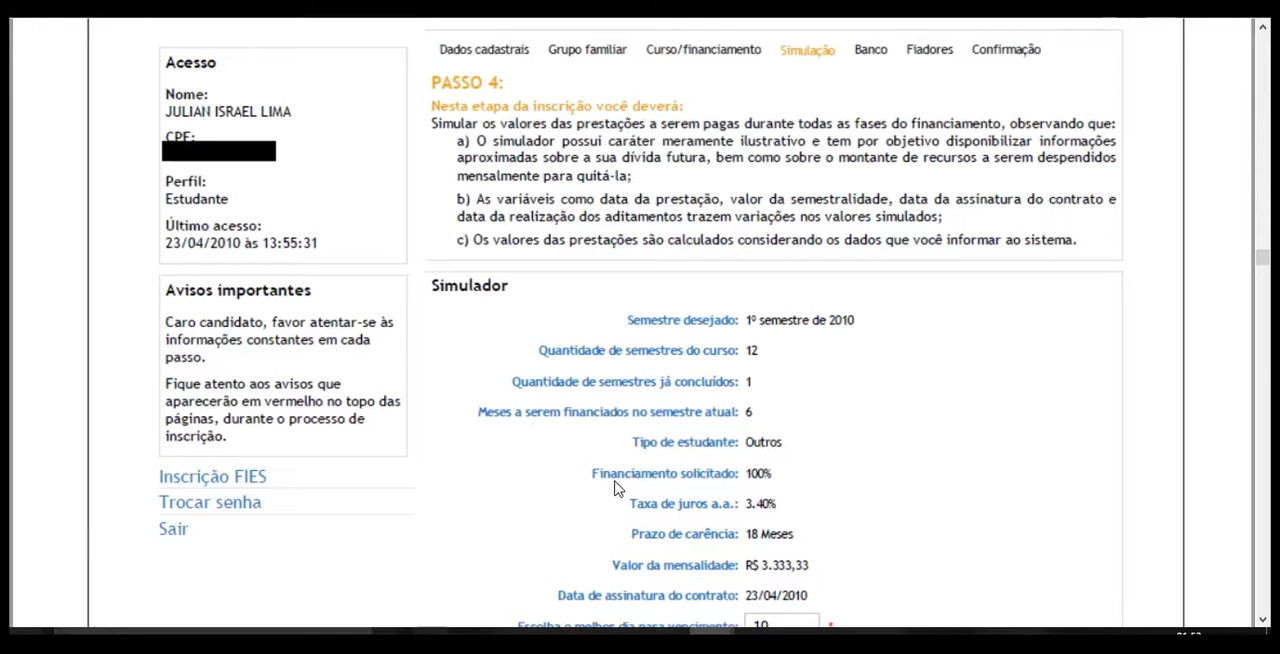 Acesso
Nome:
JULIAN ISRAEL LIMA
CPF:
Perfil:
Estudante
Último acesso:
23/04/2010 às 13:55:31
Avisos importantes
Caro candidato, favor atentar-se às
informações constantes em cada
passo.
Fique atento aos avisos que
aparecerão em vermelho no topo das
páginas, durante o processo de
inscrição.
Inscrição FIES
Trocar senha
Sair
Dados cadastrais Grupo familiar Curso/financiamento Simulação Banco Fiadores Confirmação
PASSO 4:
Nesta etapa da inscrição você deverá:
Simular os valores das prestações a serem pagas durante todas as fases do financiamento, observando que:
a) O simulador possui caráter meramente ilustrativo e tem por objetivo disponibilizar informações
aproximadas sobre a sua dívida futura, bem como sobre o montante de recursos a serem despendidos
mensalmente para quitá-la;
b) As variáveis como data da prestação, valor da semestralidade, data da assinatura do contrato e
data da realização dos aditamentos trazem variações nos valores simulados;
c) Os valores das prestações são calculados considerando os dados que você informar ao sistema.
Simulador
Semestre desejado: 1º semestre de 2010
Quantidade de semestres do curso: 12
Quantidade de semestres já concluídos: 1
Meses a serem financiados no semestre atual: 6
Tipo de estudante: Outros
Financiamento solicitado: 100%
Taxa de juros a.a.: 3.40%
Prazo de carência: 18 Meses
Valor da mensalidade: R$ 3.333,33
Data de assinatura do contrato: 23/04/2010
Escolha o melhor dia para vencimento: 10 *